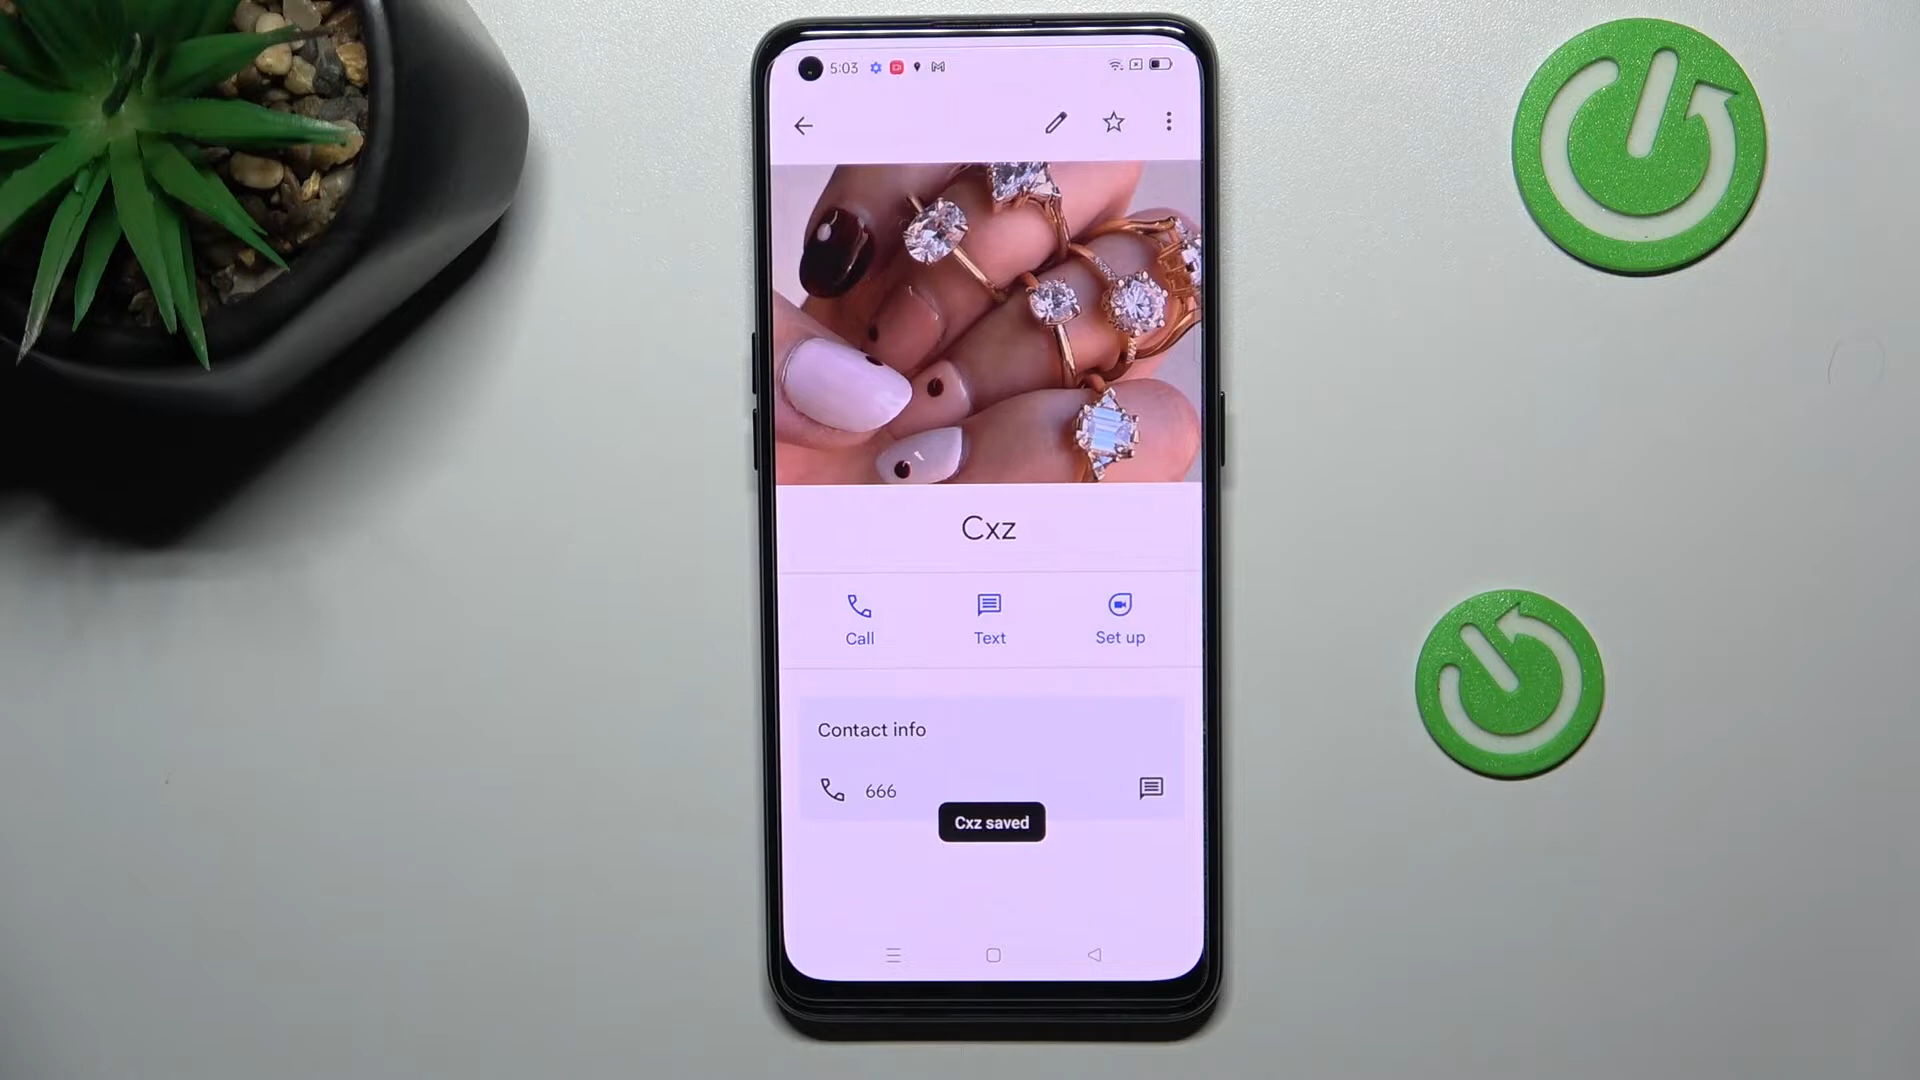 5:03
Cxz
Call
Text
Set up
Contact info
666
Cxz saved